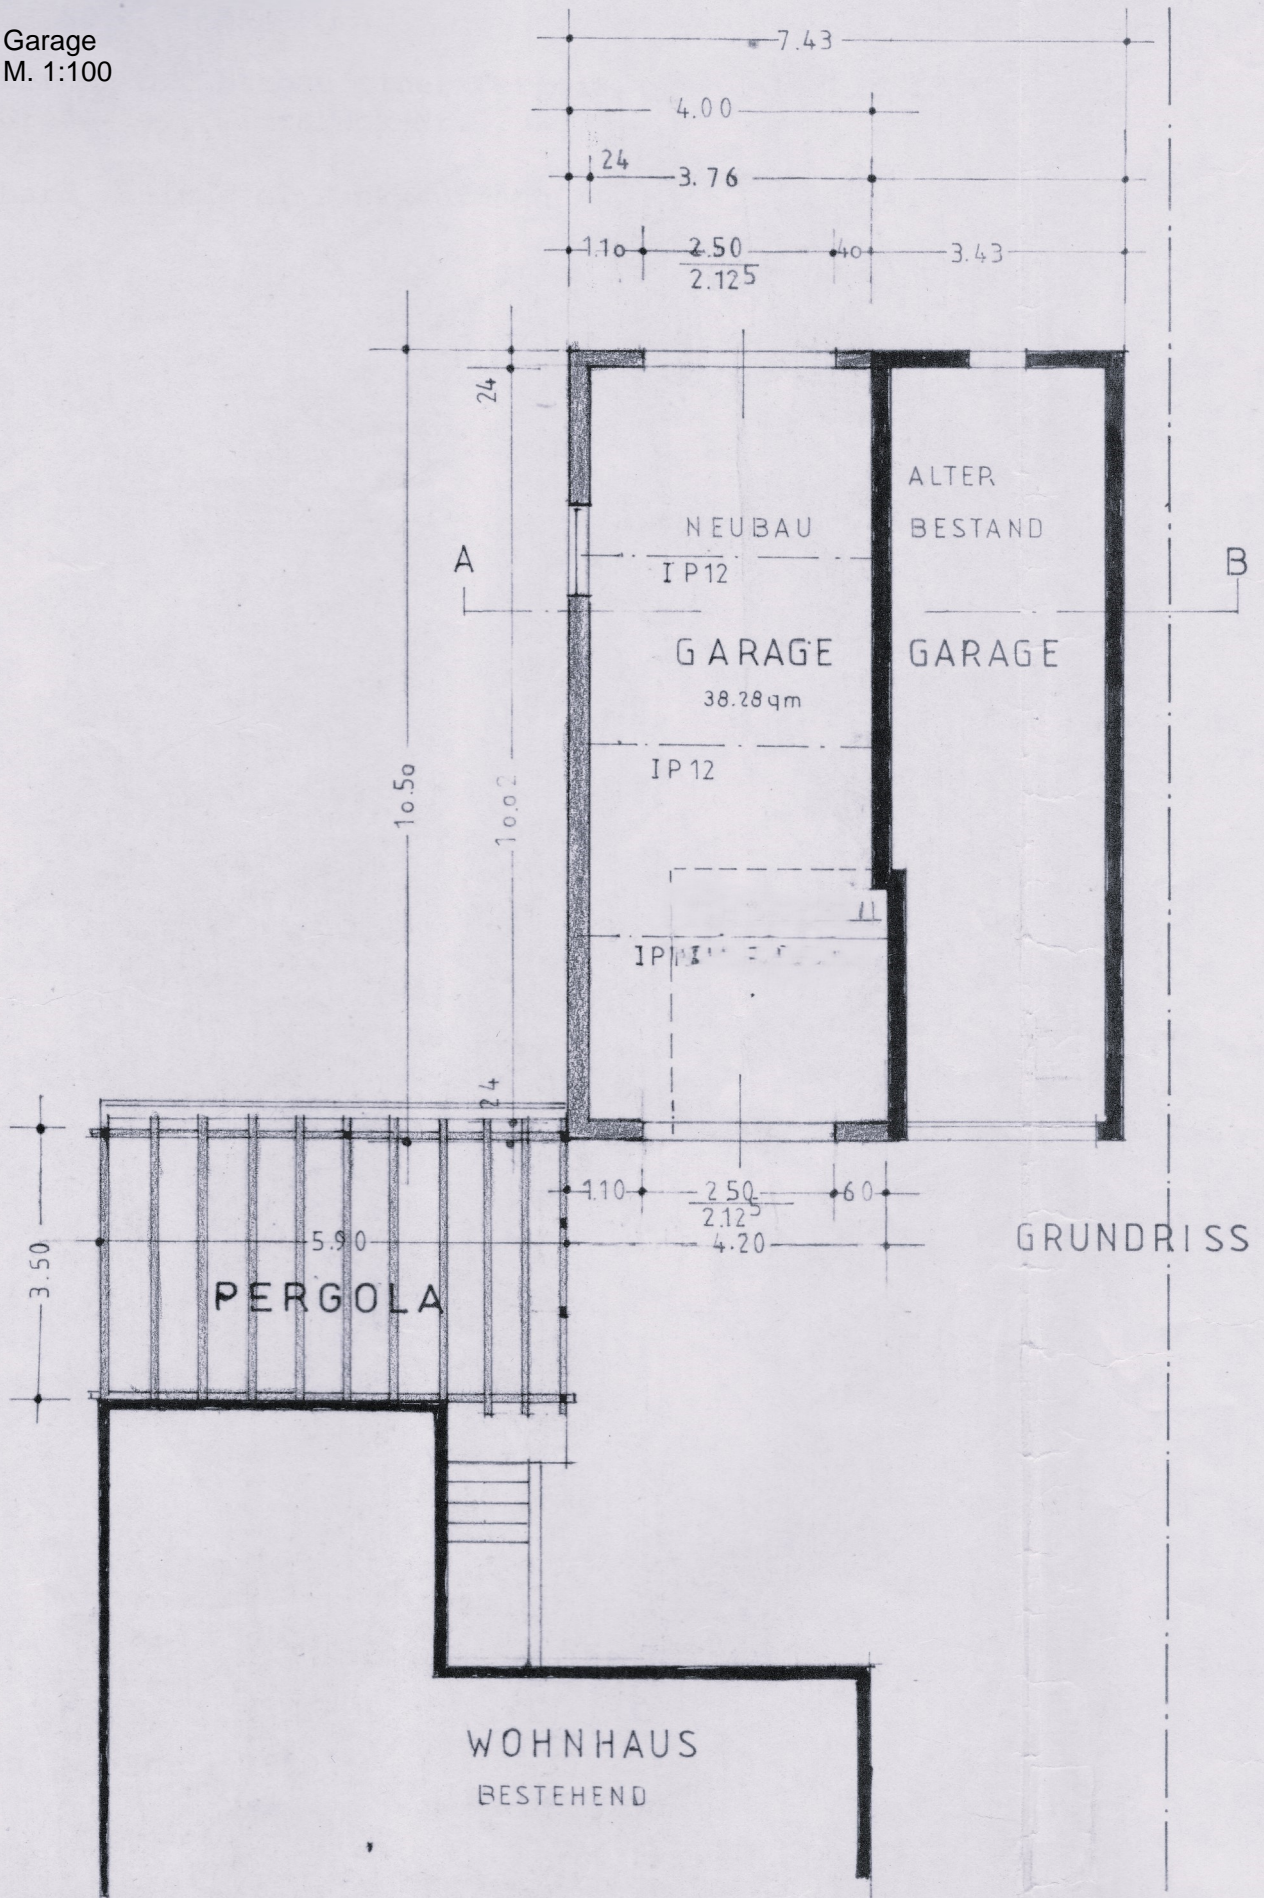 Garage
M. 1:100
7.43
4.00
24
3.76
1.10
2.50
40
3.43
2.12⁵
24
ALTER
NEUBAU
BESTAND
A
B
IP12
GARAGE
GARAGE
38.28qm
10.50
10.02
IP12
24
1.10
2.50
60
2.12⁵
4.20
GRUNDRISS
3.50
5.90
PERGOLA
WOHNHAUS
BESTEHEND